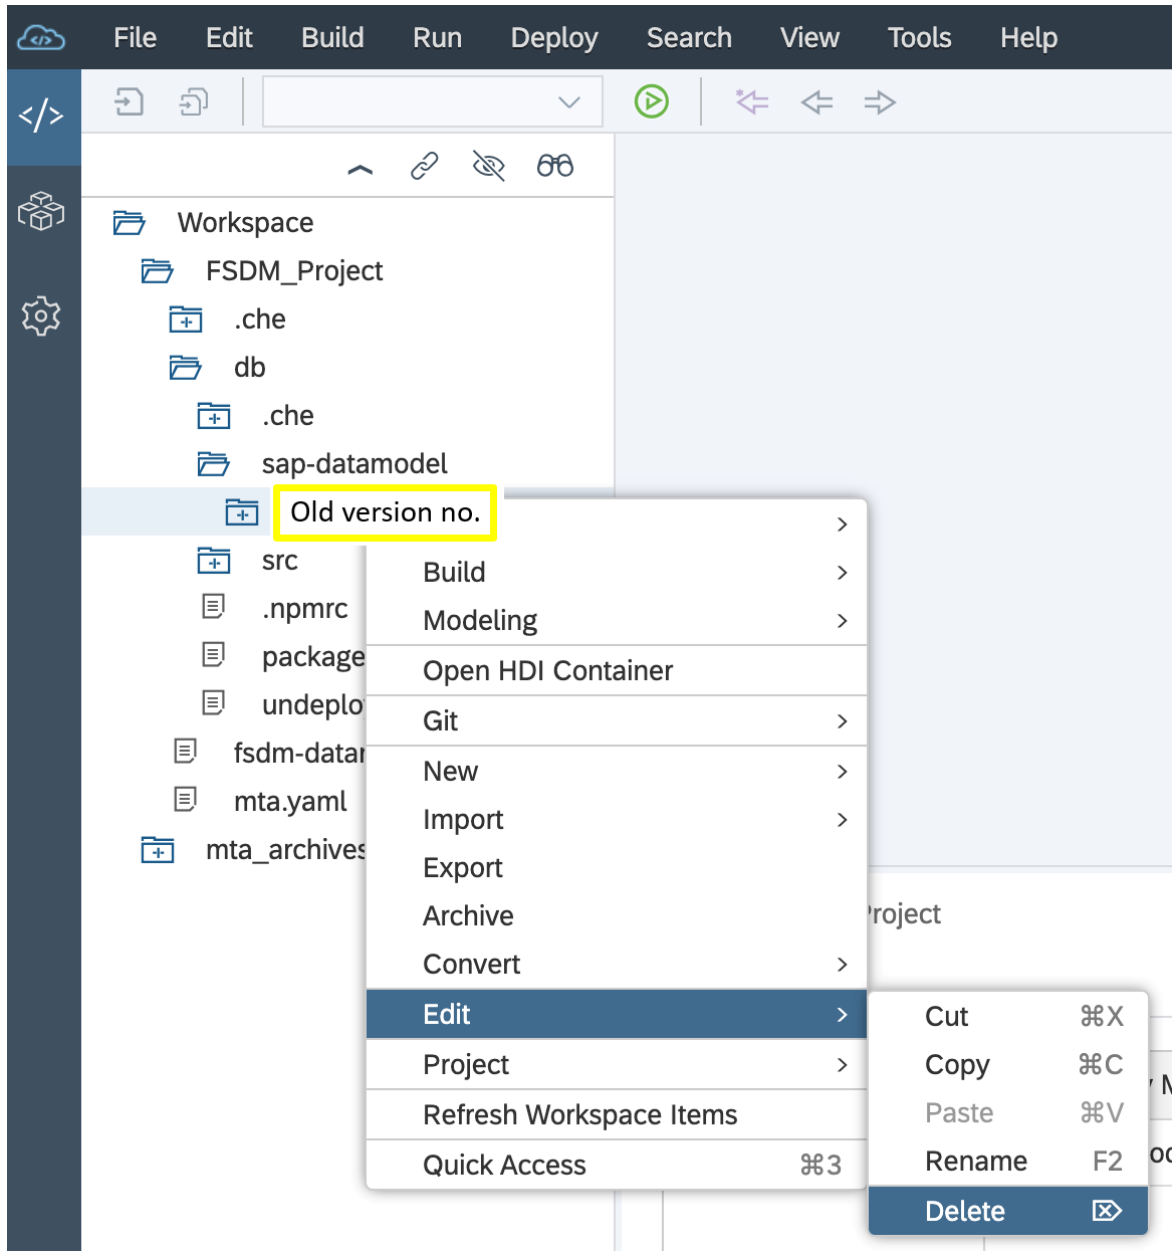 File Edit Build Run Deploy Search View Tools Help
Workspace
FSDM_Project
.che
db
.che
sap-datamodel
Old version no.
src
Build
.npmrc
Modeling
package
Open HDI Container
undeplo
Git
fsdm-data
New
mta.yaml
Import
mta_archives
Export
Archive
Project
Convert
Edit
Cut ⌘X
Project
Copy ⌘C
Refresh Workspace Items
Paste ⌘V
Quick Access ⌘3
Rename F2
Delete